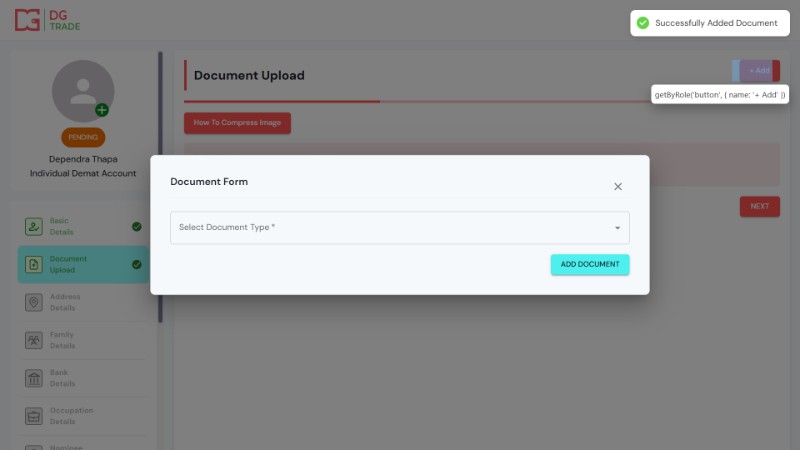 DG
TRADE
Successfully Added Document
Document Upload
+ Add
getByRole('button', { name: '+ Add' })
How To Compress Image
PENDING
Dependra Thapa
Individual Demat Account
Document Form
Select Document Type *
ADD DOCUMENT
NEXT
Basic
Details
Document
Upload
Address
Details
Family
Details
Bank
Details
Occupation
Details
Nominee